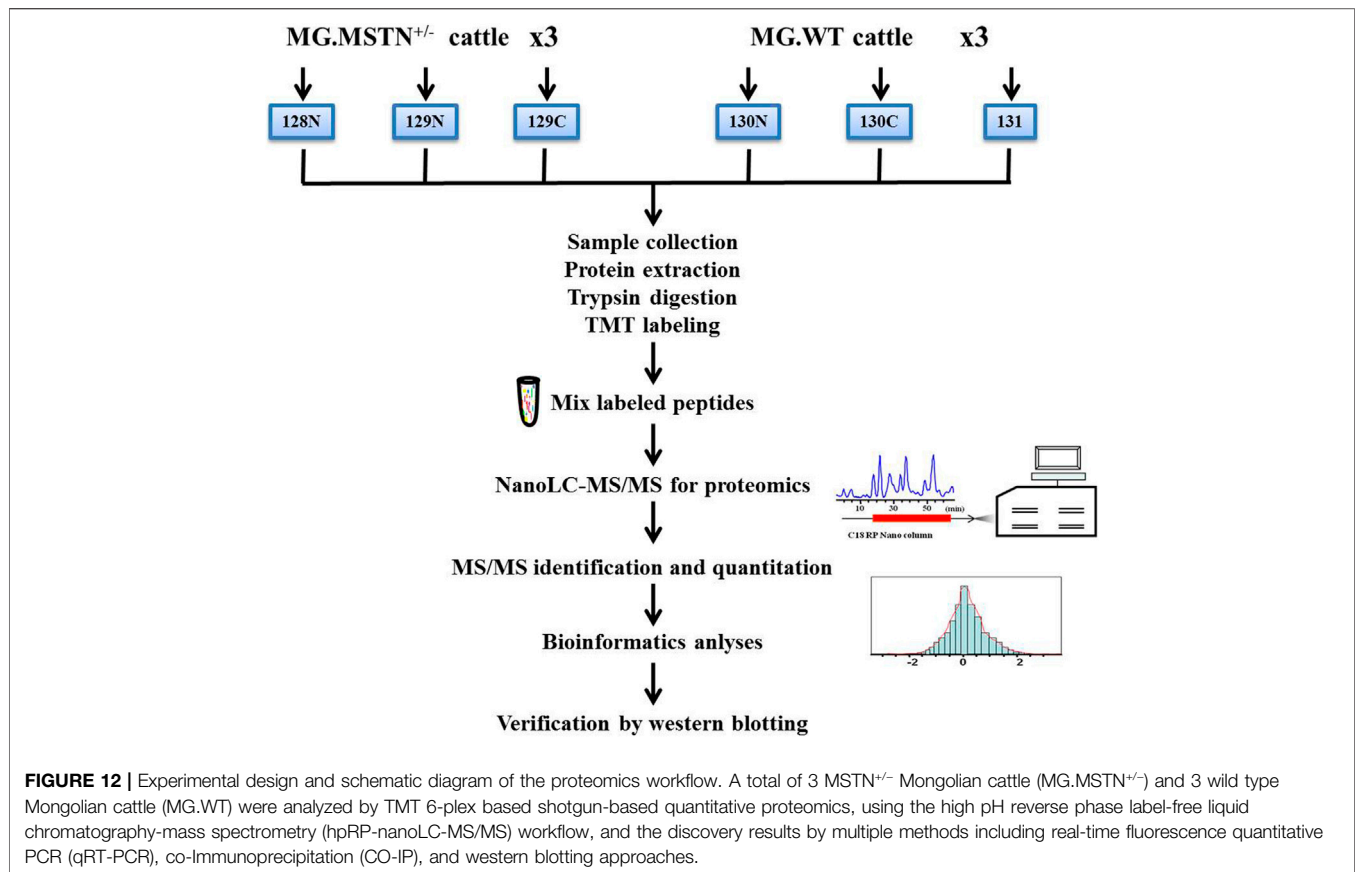 MG.MSTN+/- cattle x3 MG.WT cattle x3
128N 129N 129C 130N 130C 131
Sample collection
Protein extraction
Trypsin digestion
TMT labeling
Mix labeled peptides
NanoLC-MS/MS for proteomics
10 30 50 (min)
C18 RP Nano column
MS/MS identification and quantitation
-2 0 2
Bioinformatics anlyses
Verification by western blotting
FIGURE 12 | Experimental design and schematic diagram of the proteomics workflow. A total of 3 MSTN+/− Mongolian cattle (MG.MSTN+/−) and 3 wild type
Mongolian cattle (MG.WT) were analyzed by TMT 6-plex based shotgun-based quantitative proteomics, using the high pH reverse phase label-free liquid
chromatography-mass spectrometry (hpRP-nanoLC-MS/MS) workflow, and the discovery results by multiple methods including real-time fluorescence quantitative
PCR (qRT-PCR), co-Immunoprecipitation (CO-IP), and western blotting approaches.